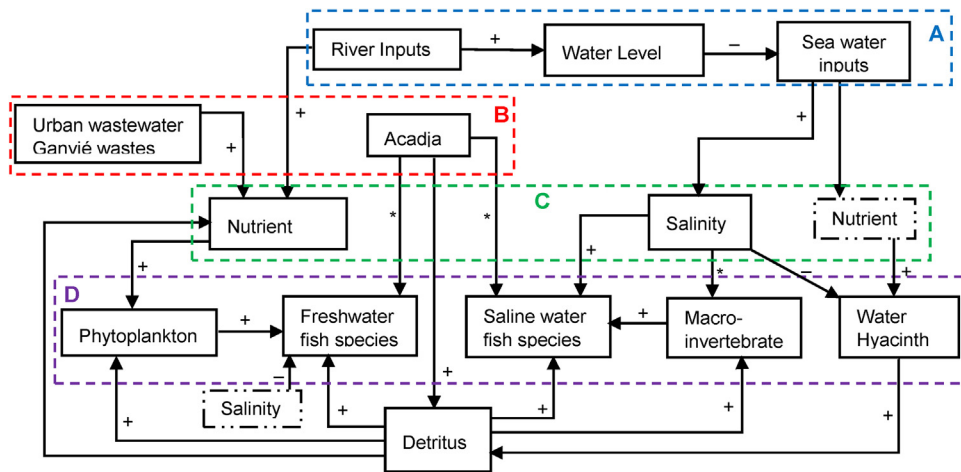 A
River Inputs
+
Water Level
–
Sea water
inputs
B
Urban wastewater
Ganvié wastes
+
+
Acadja
+
C
Nutrient
*
*
Salinity
Nutrient
+
+
*
–
+
D
Phytoplankton
+
Freshwater
fish species
Saline water
fish species
+
Macro-
invertebrate
Water
Hyacinth
Salinity
–
+
+
+
+
+
+
Detritus